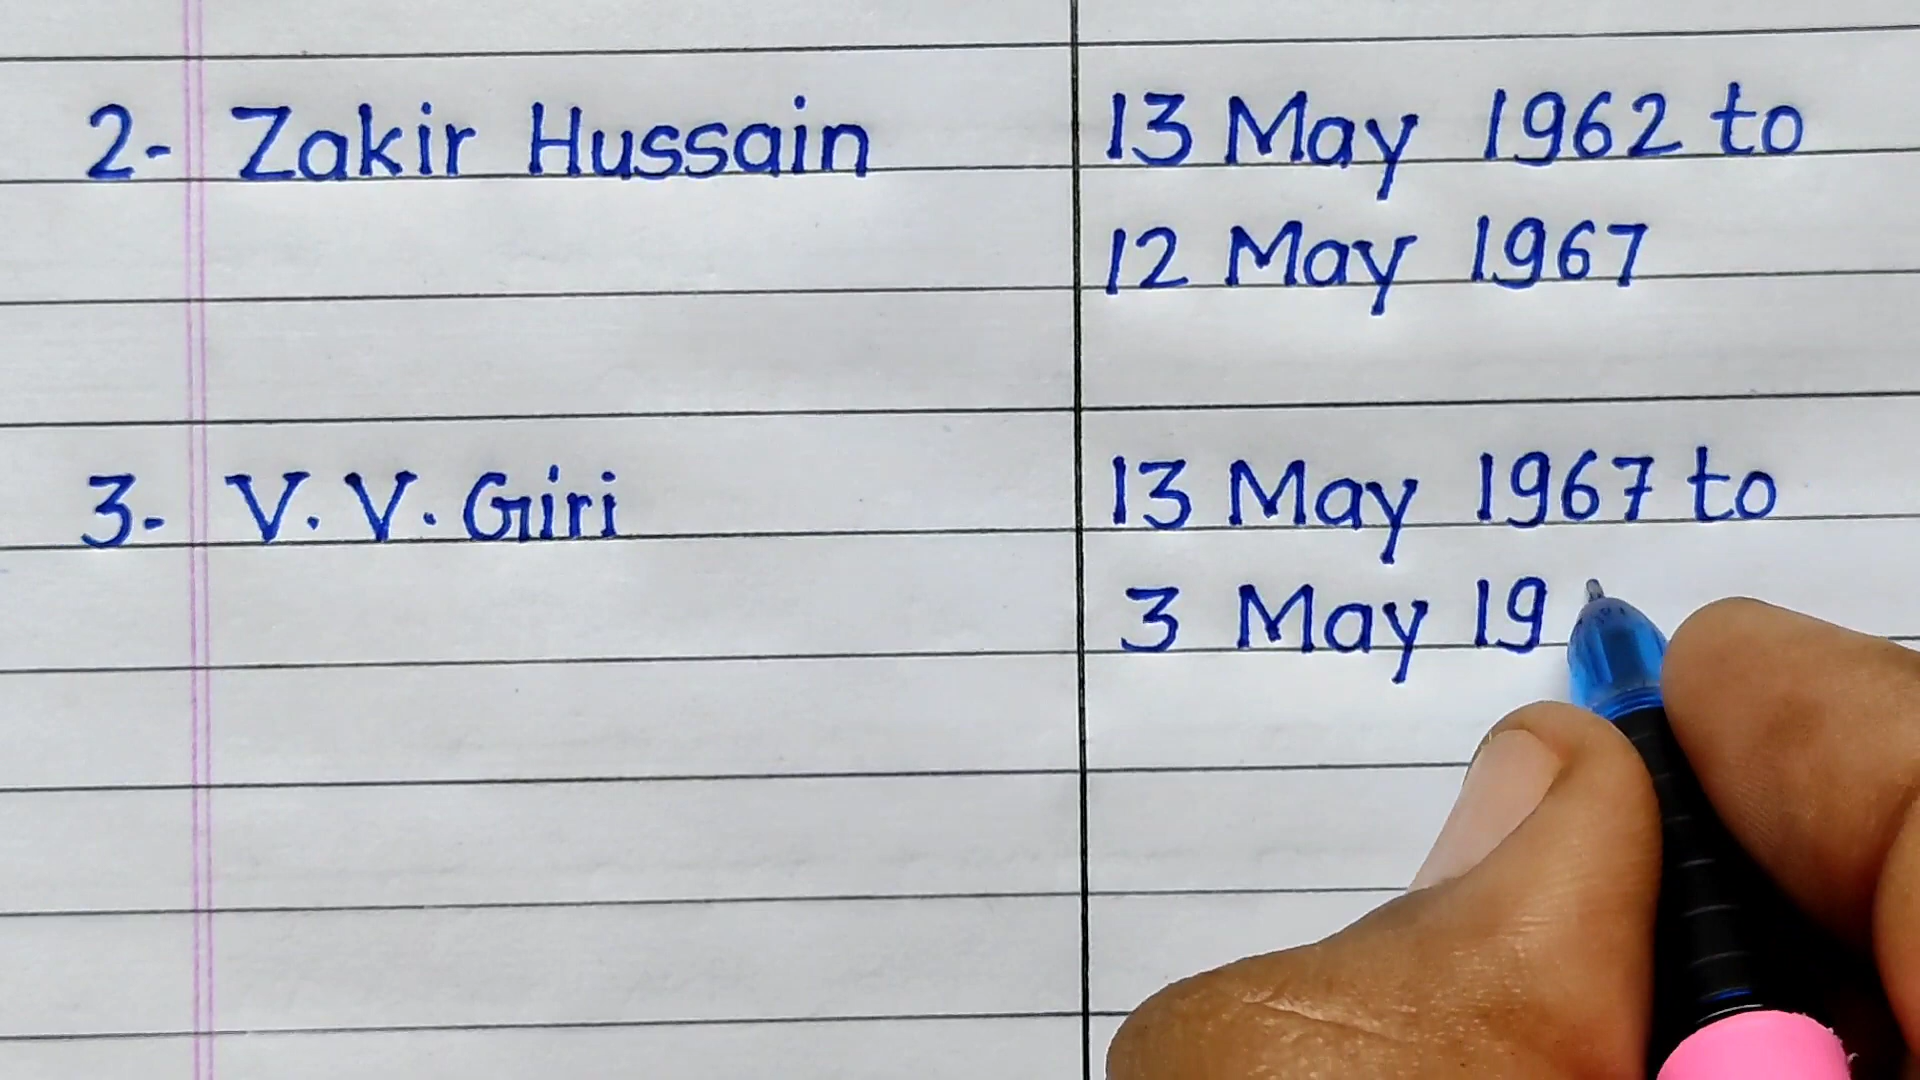 2- Zakir Hussain 13 May 1962 to
12 May 1967
3- V. V. Giri 13 May 1967 to
3 May 19